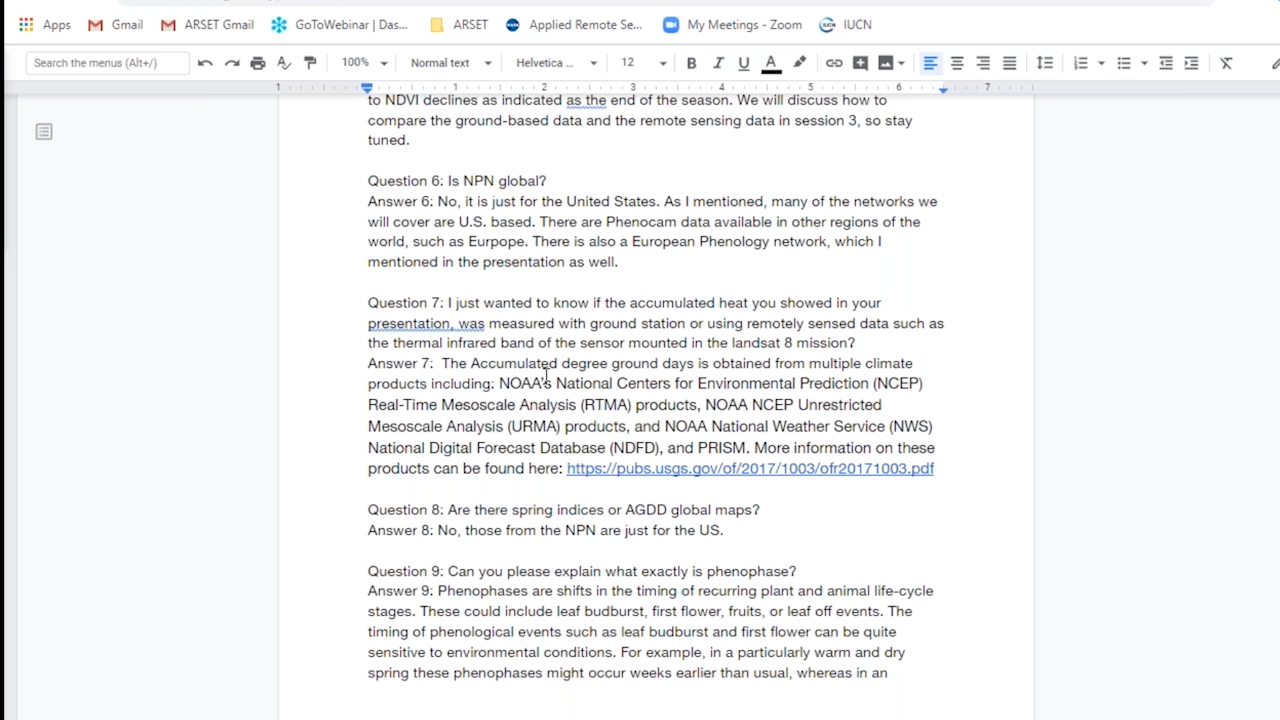 Apps Gmail ARSET Gmail GoToWebinar | Das... ARSET Applied Remote Se... My Meetings - Zoom IUCN
Search the menus (Alt+/) 100% Normal text Helvetica ... 12 B I U A
1 1 2 3 4 5 6 7
to NDVI declines as indicated as the end of the season. We will discuss how to
compare the ground-based data and the remote sensing data in session 3, so stay
tuned.
Question 6: Is NPN global?
Answer 6: No, it is just for the United States. As I mentioned, many of the networks we
will cover are U.S. based. There are Phenocam data available in other regions of the
world, such as Eurpope. There is also a European Phenology network, which I
mentioned in the presentation as well.
Question 7: I just wanted to know if the accumulated heat you showed in your
presentation, was measured with ground station or using remotely sensed data such as
the thermal infrared band of the sensor mounted in the landsat 8 mission?
Answer 7: The Accumulated degree ground days is obtained from multiple climate
products including: NOAA's National Centers for Environmental Prediction (NCEP)
Real-Time Mesoscale Analysis (RTMA) products, NOAA NCEP Unrestricted
Mesoscale Analysis (URMA) products, and NOAA National Weather Service (NWS)
National Digital Forecast Database (NDFD), and PRISM. More information on these
products can be found here: https://pubs.usgs.gov/of/2017/1003/ofr20171003.pdf
Question 8: Are there spring indices or AGDD global maps?
Answer 8: No, those from the NPN are just for the US.
Question 9: Can you please explain what exactly is phenophase?
Answer 9: Phenophases are shifts in the timing of recurring plant and animal life-cycle
stages. These could include leaf budburst, first flower, fruits, or leaf off events. The
timing of phenological events such as leaf budburst and first flower can be quite
sensitive to environmental conditions. For example, in a particularly warm and dry
spring these phenophases might occur weeks earlier than usual, whereas in an